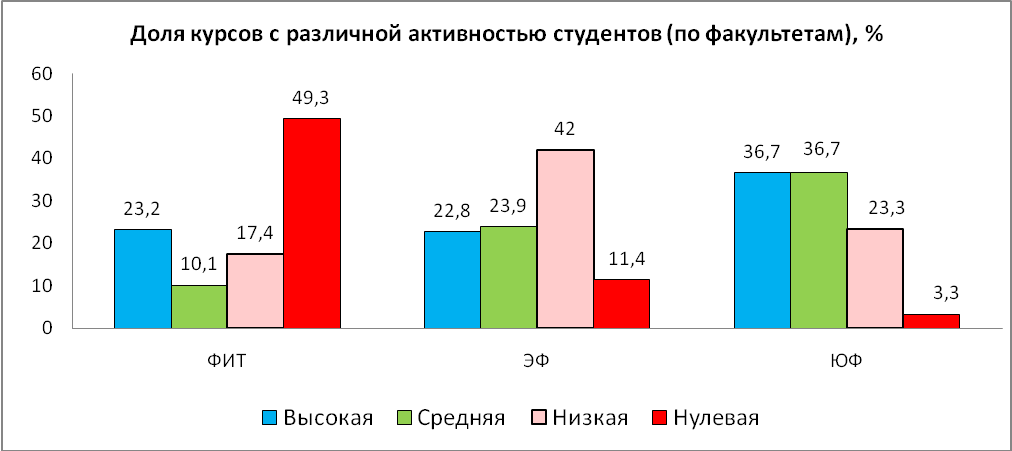 Доля курсов с различной активностью студентов (по факультетам), %
60
50
40
30
20
10
0
23,2
10,1
17,4
49,3
22,8
23,9
42
11,4
36,7
36,7
23,3
3,3
ФИТ
ЭФ
ЮФ
Высокая
Средняя
Низкая
Нулевая